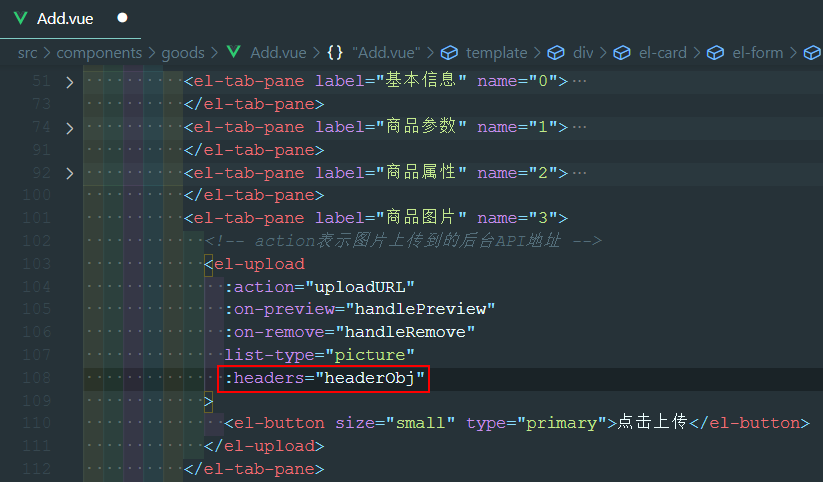 Add.vue
src > components > goods > Add.vue > {} "Add.vue" > template > div > el-card > el-form >
51 > <el-tab-pane label="基本信息" name="0">…
73 </el-tab-pane>
74 > <el-tab-pane label="商品参数" name="1">…
91 </el-tab-pane>
92 > <el-tab-pane label="商品属性" name="2">…
100 </el-tab-pane>
101 <el-tab-pane label="商品图片" name="3">
102 <!-- action表示图片上传到的后台API地址 -->
103 <el-upload
104 :action="uploadURL"
105 :on-preview="handlePreview"
106 :on-remove="handleRemove"
107 list-type="picture"
108 :headers="headerObj"
109 >
110 <el-button size="small" type="primary">点击上传</el-button>
111 </el-upload>
112 </el-tab-pane>